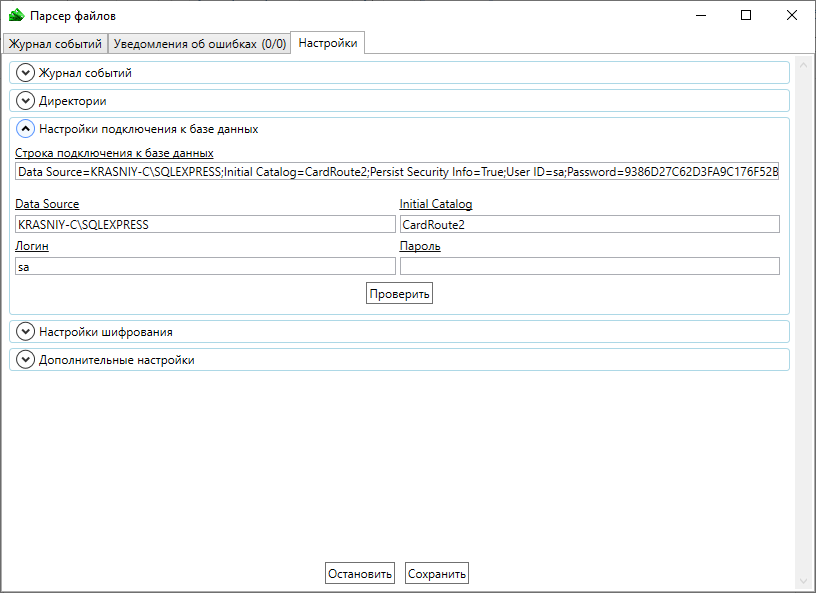 Парсер файлов
Журнал событий Уведомления об ошибках (0/0) Настройки
Журнал событий
Директории
Настройки подключения к базе данных
Строка подключения к базе данных
Data Source=KRASNIY-C\SQLEXPRESS;Initial Catalog=CardRoute2;Persist Security Info=True;User ID=sa;Password=9386D27C62D3FA9C176F52B
Data Source Initial Catalog
KRASNIY-C\SQLEXPRESS CardRoute2
Логин Пароль
sa
Проверить
Настройки шифрования
Дополнительные настройки
Остановить Сохранить